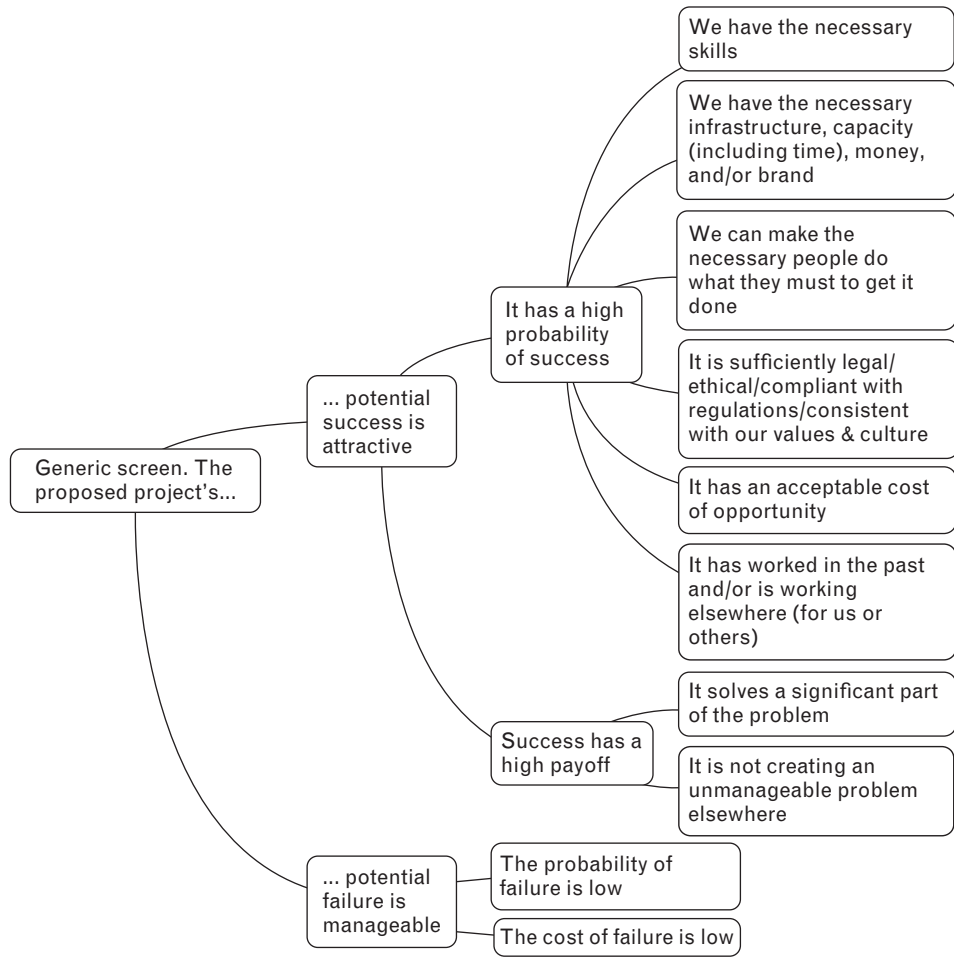 We have the necessary
skills
We have the necessary
infrastructure, capacity
(including time), money,
and/or brand
We can make the
necessary people do
what they must to get it
done
It has a high
probability
of success
It is sufficiently legal/
ethical/compliant with
regulations/consistent
with our values & culture
... potential
success is
attractive
Generic screen. The
proposed project's...
It has an acceptable cost
of opportunity
It has worked in the past
and/or is working
elsewhere (for us or
others)
It solves a significant part
of the problem
Success has a
high payoff
It is not creating an
unmanageable problem
elsewhere
... potential
failure is
manageable
The probability of
failure is low
The cost of failure is low